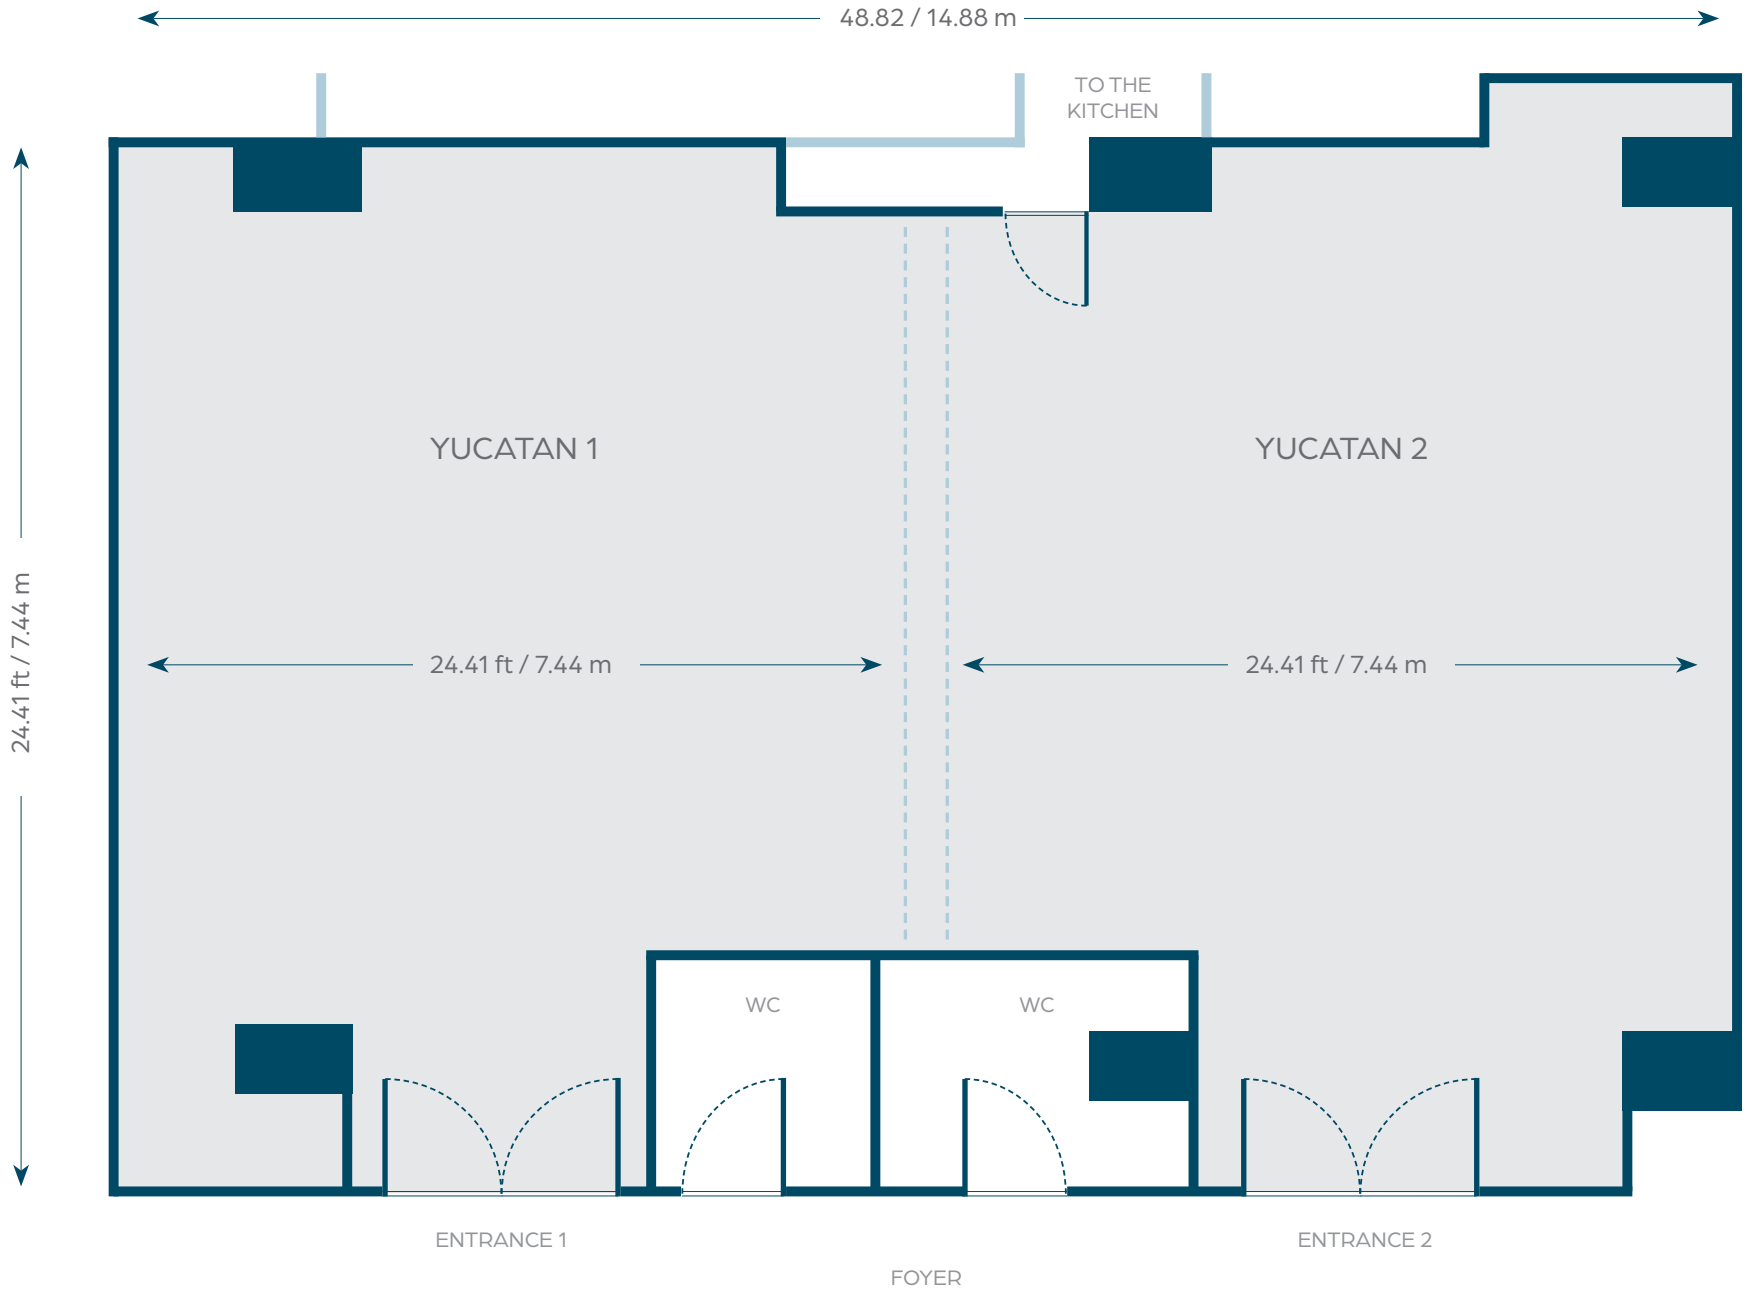 48.82 / 14.88 m
TO THE
KITCHEN
YUCATAN 1
YUCATAN 2
24.41 ft / 7.44 m
24.41 ft / 7.44 m
24.41 ft / 7.44 m
WC
WC
ENTRANCE 1
ENTRANCE 2
FOYER